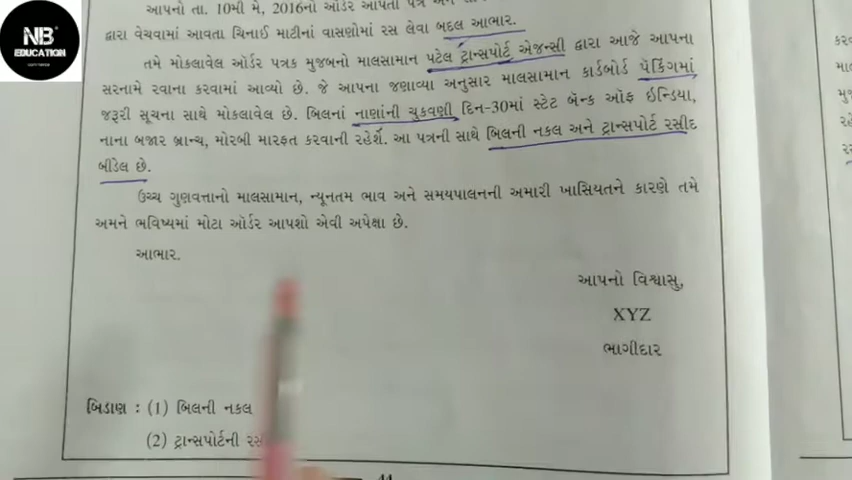 NB
EDUCATION
આપનો તા. 10મી મે, 2016નો ઑર્ડર આપતો પત્ર
દ્વારા વેચવામાં આવતા ચિનાઈ માટીનાં વાસણોમાં રસ લેવા બદલ આભાર.
તમે મોકલાવેલ ઑર્ડર પત્રક મુજબનો માલસામાન પટેલ ટ્રાન્સપોર્ટ એજન્સી દ્વારા આજે આપના
સરનામે રવાના કરવામાં આવ્યો છે. જે આપના જણાવ્યા અનુસાર માલસામાન કાર્ડબોર્ડ પૅકિંગમાં
જરૂરી સૂચના સાથે મોકલાવેલ છે. બિલનાં નાણાંની ચુકવણી દિન-30માં સ્ટેટ બૅન્ક ઑફ ઇન્ડિયા,
નાના બજાર બ્રાન્ચ, મોરબી મારફત કરવાની રહેશે. આ પત્રની સાથે બિલની નકલ અને ટ્રાન્સપોર્ટ રસીદ
બીડેલ છે.
ઉચ્ચ ગુણવત્તાનો માલસામાન, ન્યૂનતમ ભાવ અને સમયપાલનની અમારી ખાસિયતને કારણે તમે
અમને ભવિષ્યમાં મોટા ઑર્ડર આપશો એવી અપેક્ષા છે.
આભાર.
આપનો વિશ્વાસુ,
XYZ
ભાગીદાર
બિડાણ : (1) બિલની નકલ
(2) ટ્રાન્સપોર્ટની